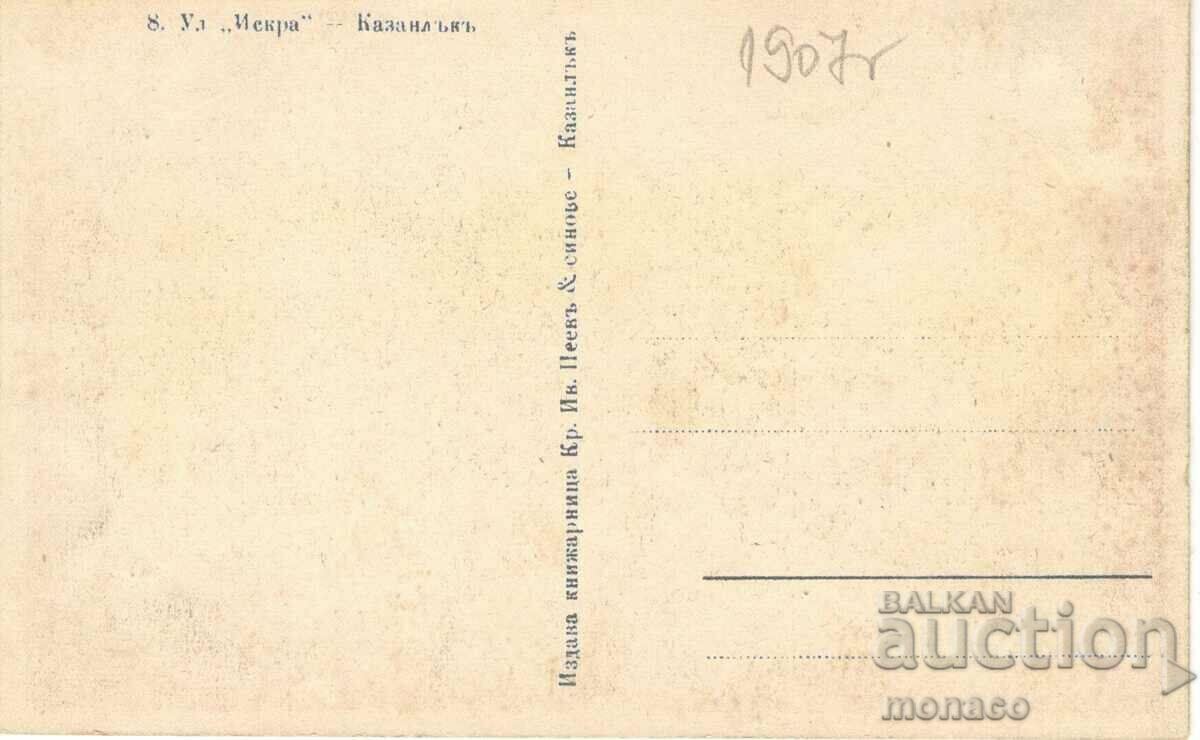 8. Ул „Искра“ — Казанлъкъ
1907г
Издава книжарница Кр. Ив. Пеевъ & синове - Казанлъкъ
BALKAN
auction
monaco